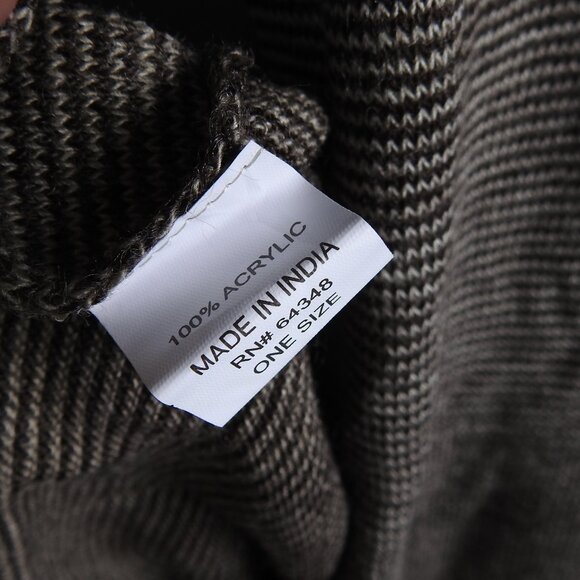 100% ACRYLIC
MADE IN INDIA
RN# 64348
ONE SIZE